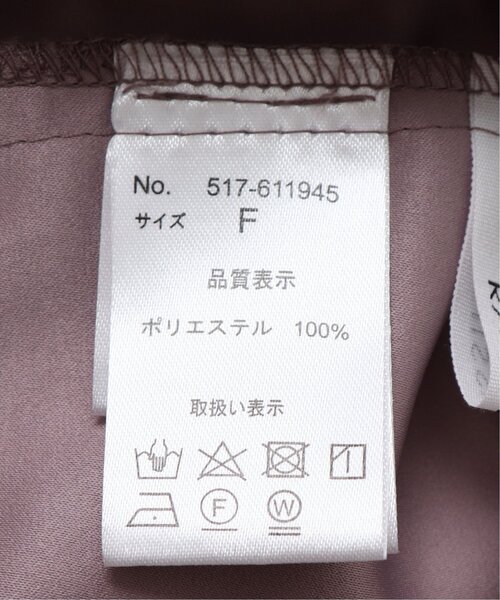 No. 517-611945
サイズ F
品質表示
ポリエステル 100%
取扱い表示
F
W